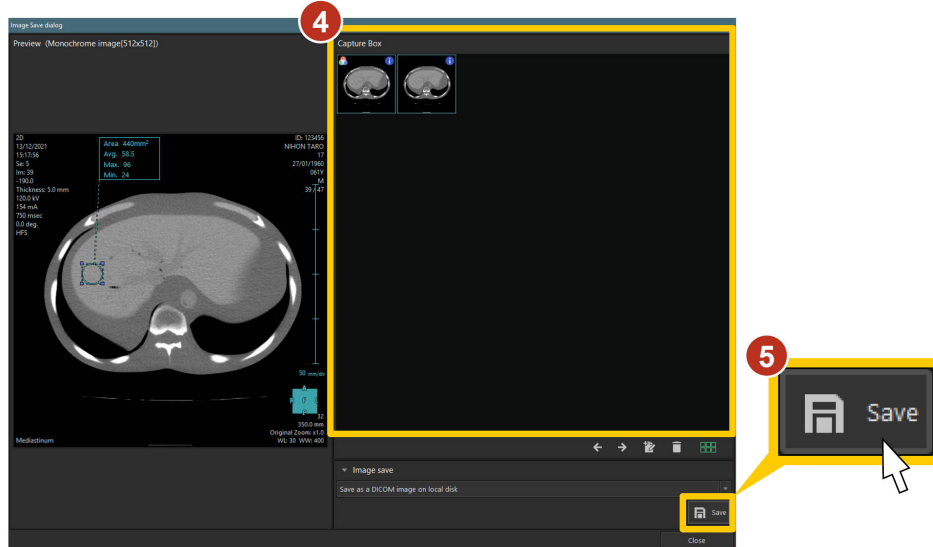 4
Image Save dialog
Preview (Monochrome image[512x512])
Capture Box
2D
13/12/2021
15:17:56
Se: 5
Im: 39
-190.0
Thickness: 5.0 mm
120.0 kV
154 mA
750 msec
0.0 deg.
HFS
Area 440mm²
Avg. 58.5
Max. 96
Min. 24
ID: 123456
NIHON TARO
17
27/01/1960
061Y
M
39 / 47
50 mm/div
A
R
32
350.0 mm
Original Zoom: x1.0
WL: 30 WW: 400
Mediastinum
Image save
Save as a DICOM image on local disk
Save
Close
5
Save